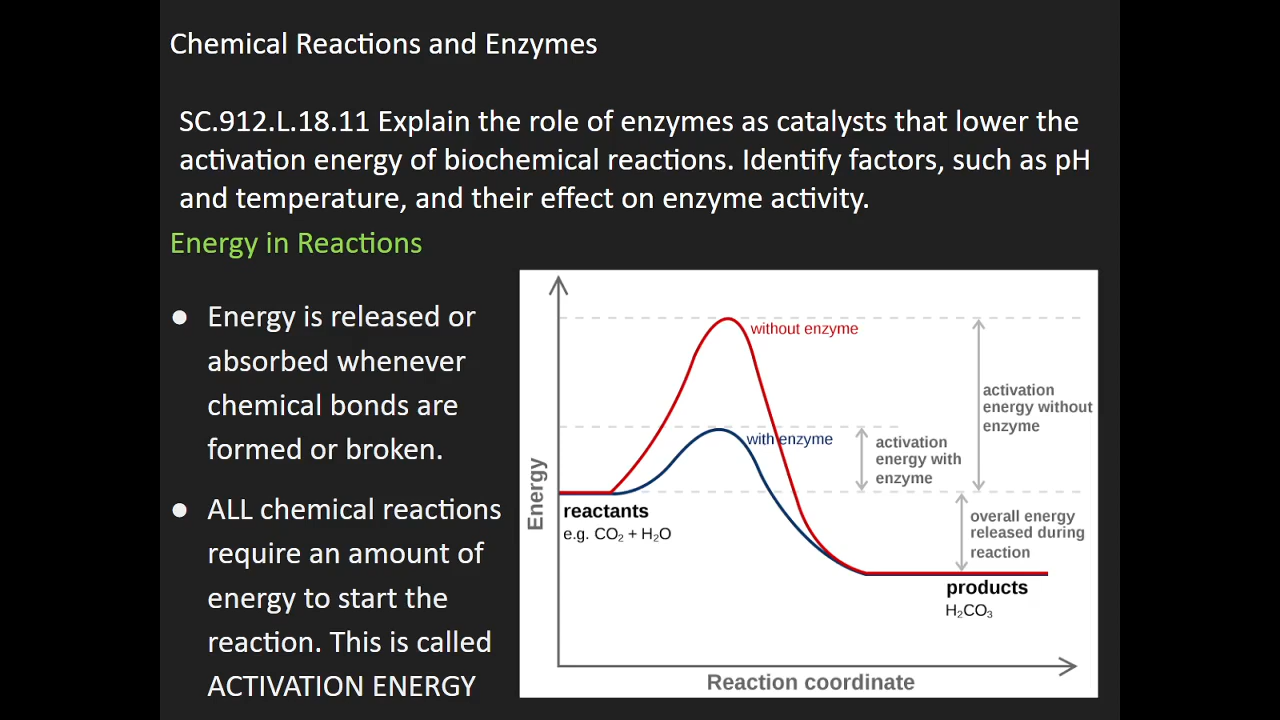 Chemical Reactions and Enzymes
SC.912.L.18.11 Explain the role of enzymes as catalysts that lower the
activation energy of biochemical reactions. Identify factors, such as pH
and temperature, and their effect on enzyme activity.
Energy in Reactions
● Energy is released or
absorbed whenever
chemical bonds are
formed or broken.
● ALL chemical reactions
require an amount of
energy to start the
reaction. This is called
ACTIVATION ENERGY
without enzyme
with enzyme
activation
energy without
enzyme
activation
energy with
enzyme
overall energy
released during
reaction
Energy
reactants
e.g. CO₂ + H₂O
products
H₂CO₃
Reaction coordinate